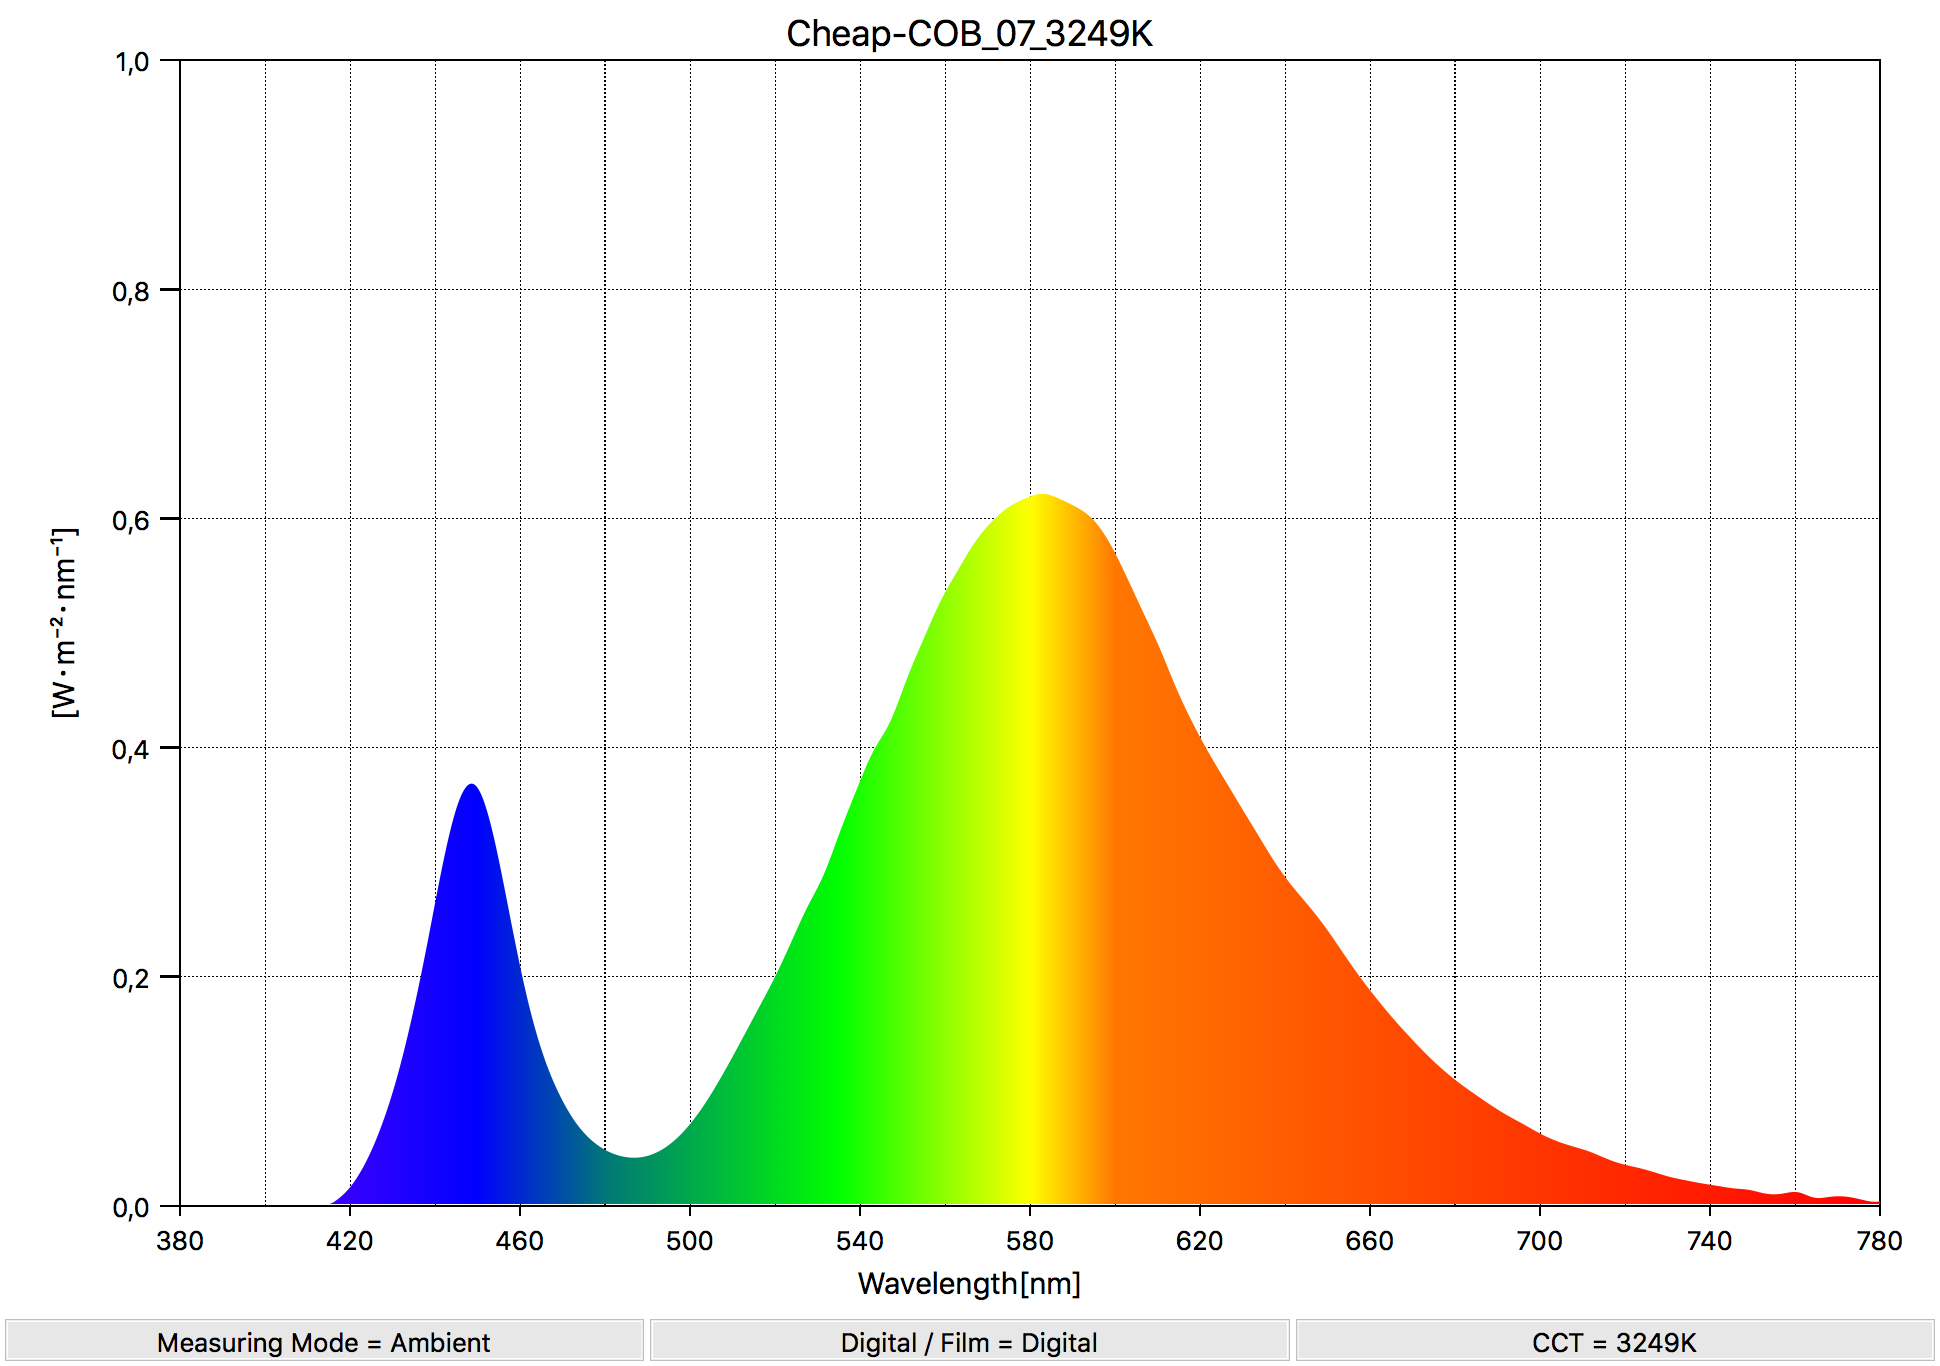 Cheap-COB_07_3249K
1,0
0,8
0,6
0,4
0,2
0,0
[W·m⁻²·nm⁻¹]
380 420 460 500 540 580 620 660 700 740 780
Wavelength[nm]
Measuring Mode = Ambient
Digital / Film = Digital
CCT = 3249K